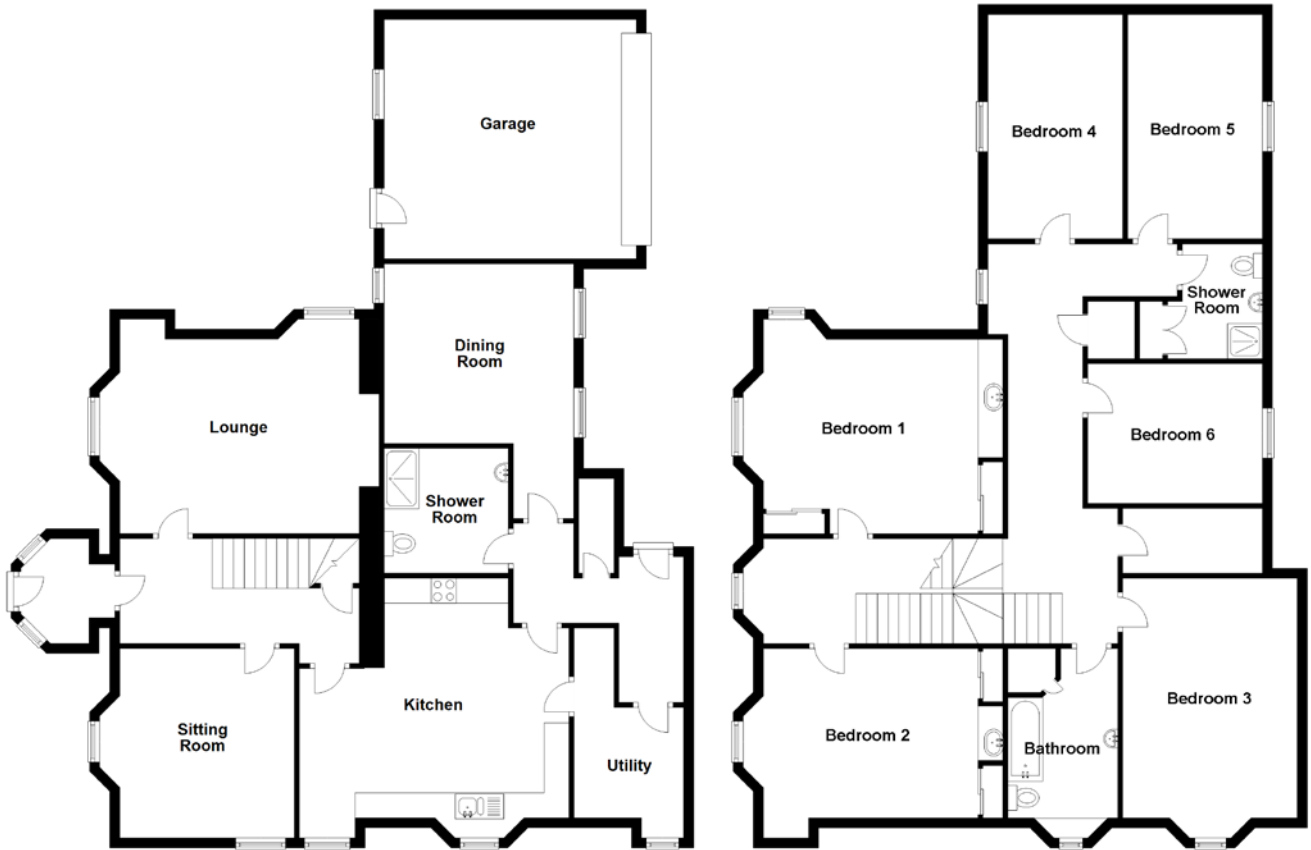 Garage
Dining
Room
Lounge
Shower
Room
Kitchen
Sitting
Room
Utility
Bedroom 4
Bedroom 5
Shower
Room
Bedroom 1
Bedroom 6
Bedroom 3
Bedroom 2
Bathroom